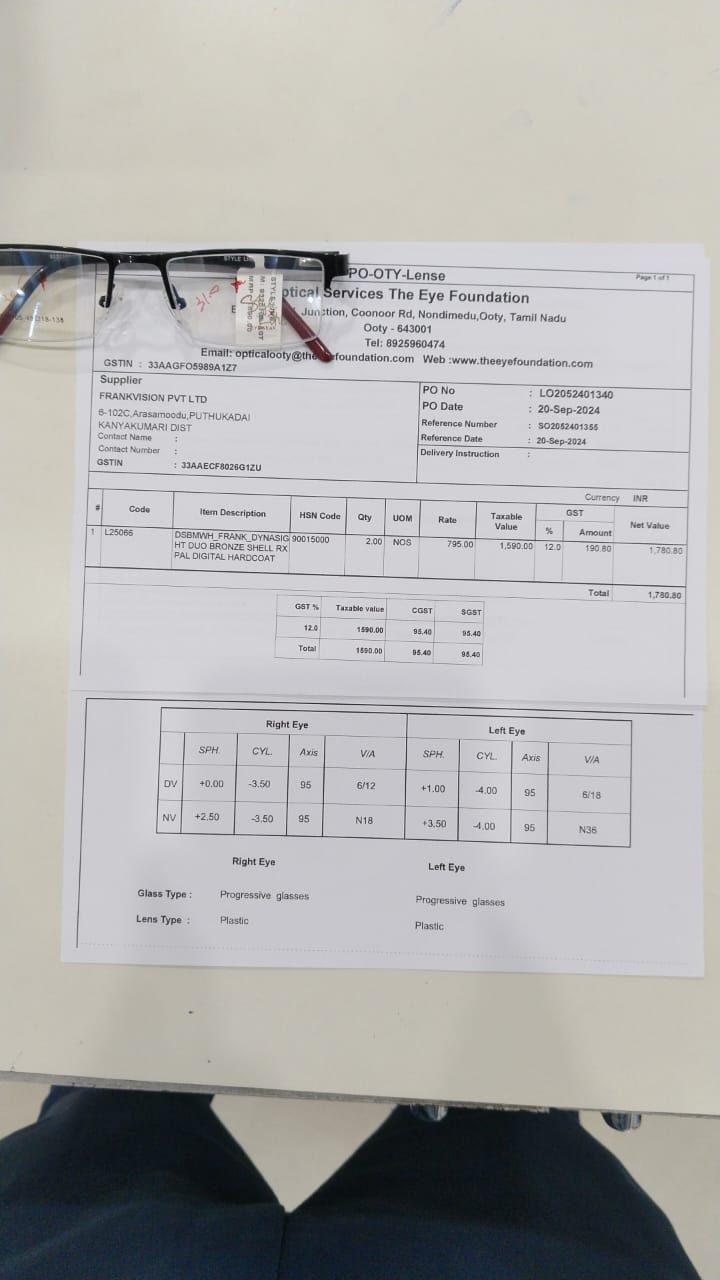 PO-OTY-Lense
Page 1 of 1
ptical Services The Eye Foundation
Junction, Coonoor Rd, Nondimedu,Ooty, Tamil Nadu
Ooty - 643001
Tel: 8925960474
Email: opticalooty@the efoundation.com Web :www.theeyefoundation.com
GSTIN : 33AAGFO5989A1Z7
STYLE
31.0
18-138
Supplier
FRANKVISION PVT LTD
6-102C,Arasamoodu,PUTHUKADAI
KANYAKUMARI DIST
Contact Name :
Contact Number :
GSTIN : 33AAECF8026G1ZU
PO No : LO2052401340
PO Date : 20-Sep-2024
Reference Number : SO2052401355
Reference Date : 20-Sep-2024
Delivery Instruction :
Currency INR
# Code Item Description HSN Code Qty UOM Rate Taxable Value GST % Amount Net Value
1 L25066 DSBMWH_FRANK_DYNASIG 90015000 2.00 NOS 795.00 1,590.00 12.0 190.80 1,780.80
HT DUO BRONZE SHELL RX
PAL DIGITAL HARDCOAT
Total 1,780.80
GST % Taxable value CGST SGST
12.0 1590.00 95.40 95.40
Total 1590.00 95.40 95.40
Right Eye Left Eye
SPH. CYL. Axis V/A SPH. CYL. Axis V/A
DV +0.00 -3.50 95 6/12 +1.00 -4.00 95 6/18
NV +2.50 -3.50 95 N18 +3.50 -4.00 95 N36
Right Eye Left Eye
Glass Type : Progressive glasses Progressive glasses
Lens Type : Plastic Plastic